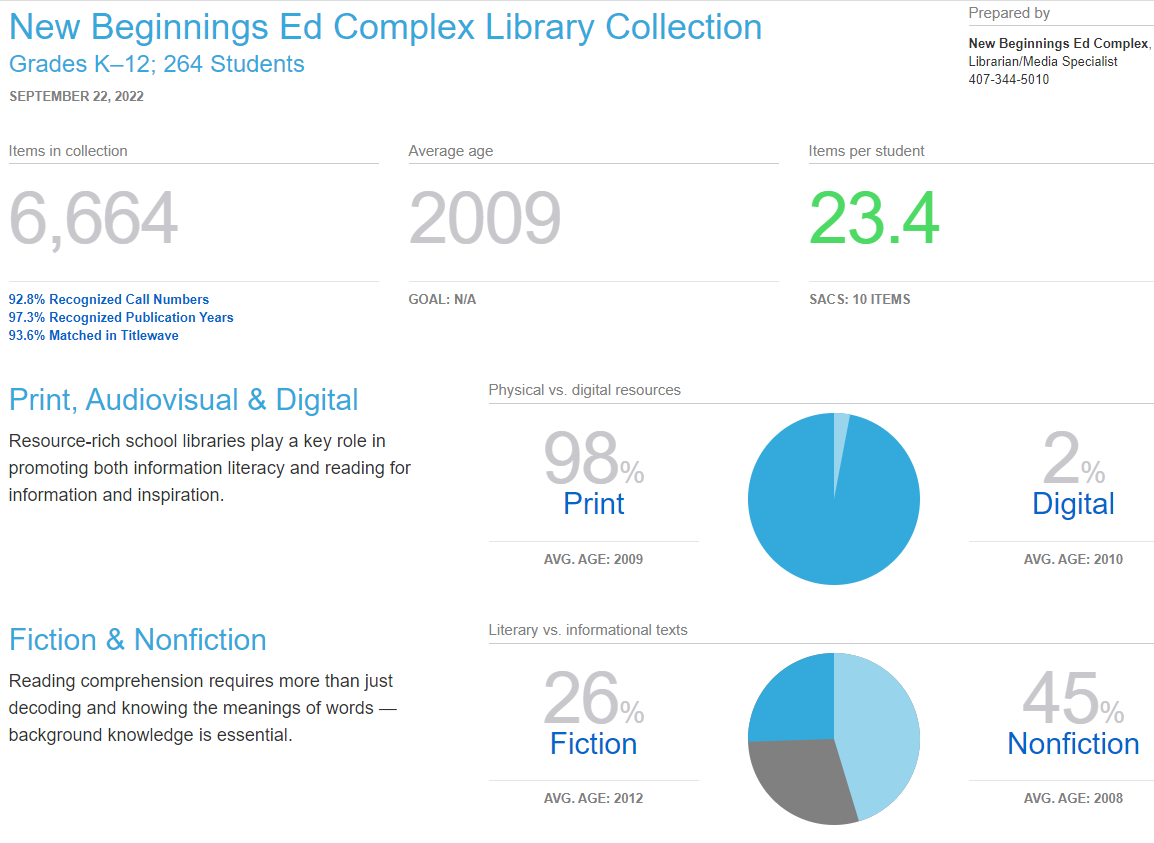 New Beginnings Ed Complex Library Collection
Grades K–12; 264 Students
SEPTEMBER 22, 2022
Prepared by
New Beginnings Ed Complex,
Librarian/Media Specialist
407-344-5010
Items in collection
6,664
92.8% Recognized Call Numbers
97.3% Recognized Publication Years
93.6% Matched in Titlewave
Average age
2009
GOAL: N/A
Items per student
23.4
SACS: 10 ITEMS
Print, Audiovisual & Digital
Resource-rich school libraries play a key role in
promoting both information literacy and reading for
information and inspiration.
Physical vs. digital resources
98%
Print
AVG. AGE: 2009
2%
Digital
AVG. AGE: 2010
Fiction & Nonfiction
Reading comprehension requires more than just
decoding and knowing the meanings of words —
background knowledge is essential.
Literary vs. informational texts
26%
Fiction
AVG. AGE: 2012
45%
Nonfiction
AVG. AGE: 2008